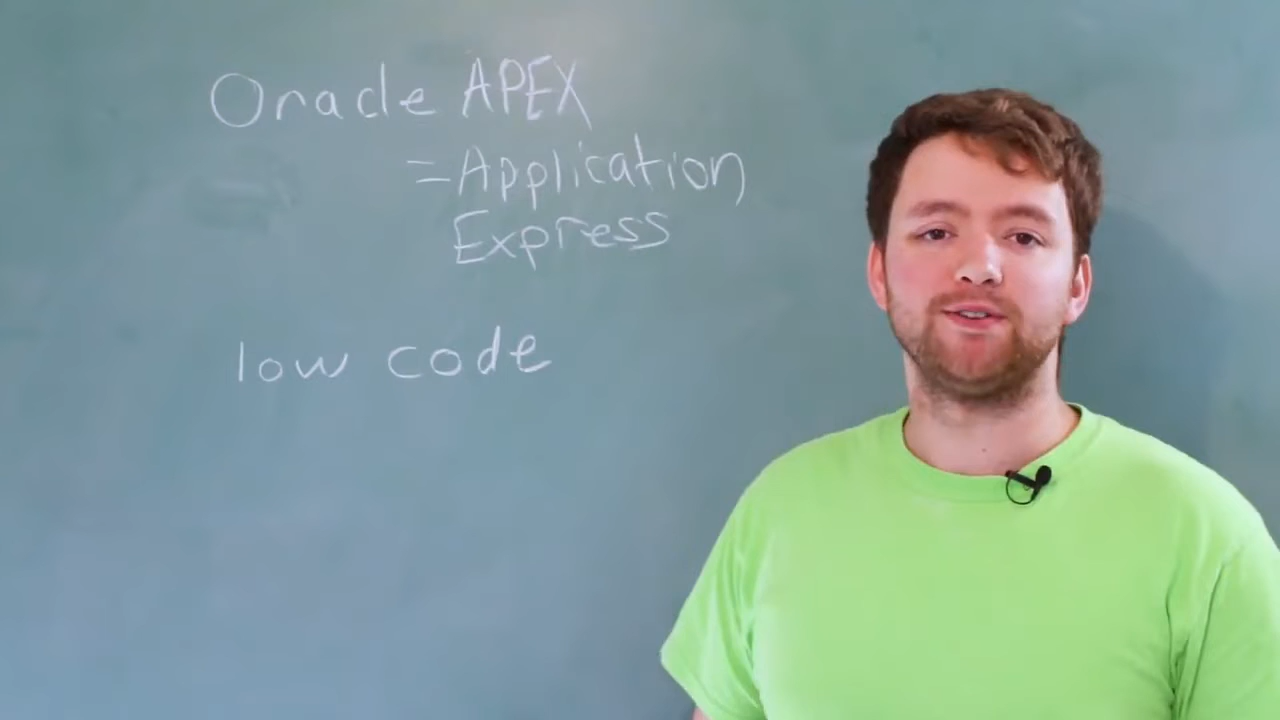 Oracle APEX
= Application
Express
low code